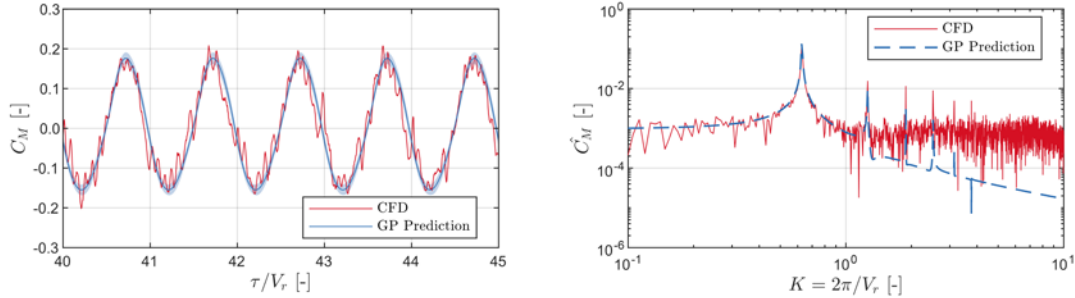 0.3
0.2
0.1
0.0
-0.1
-0.2
-0.3
C_M [-]
40 41 42 43 44 45
τ/V_r [-]
CFD
GP Prediction
10^0
10^-2
10^-4
10^-6
Ĉ_M [-]
10^-1 10^0 10^1
K = 2π/V_r [-]
CFD
GP Prediction